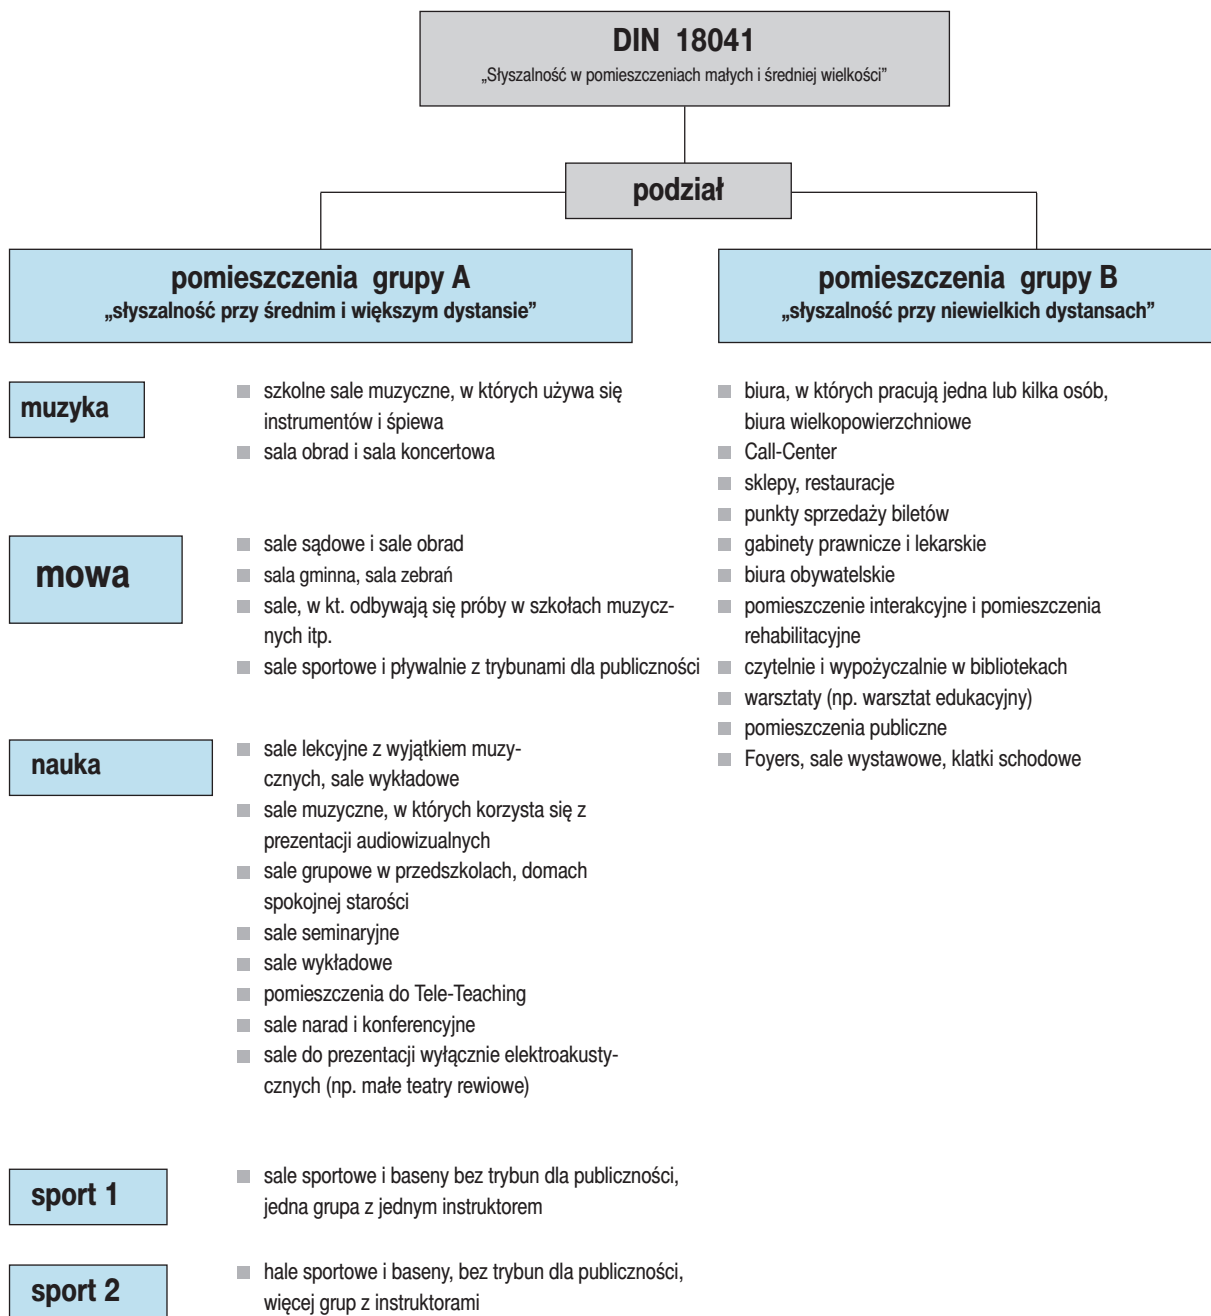 DIN 18041
„Słyszalność w pomieszczeniach małych i średniej wielkości”
podział
pomieszczenia grupy A
„słyszalność przy średnim i większym dystansie”
muzyka
szkolne sale muzyczne, w których używa się
instrumentów i śpiewa
sala obrad i sala koncertowa
mowa
sale sądowe i sale obrad
sala gminna, sala zebrań
sale, w kt. odbywają się próby w szkołach muzycz-
nych itp.
sale sportowe i pływalnie z trybunami dla publiczności
nauka
sale lekcyjne z wyjątkiem muzy-
cznych, sale wykładowe
sale muzyczne, w których korzysta się z
prezentacji audiowizualnych
sale grupowe w przedszkolach, domach
spokojnej starości
sale seminaryjne
sale wykładowe
pomieszczenia do Tele-Teaching
sale narad i konferencyjne
sale do prezentacji wyłącznie elektroakusty-
cznych (np. małe teatry rewiowe)
sport 1
sale sportowe i baseny bez trybun dla publiczności,
jedna grupa z jednym instruktorem
sport 2
hale sportowe i baseny, bez trybun dla publiczności,
więcej grup z instruktorami
pomieszczenia grupy B
„słyszalność przy niewielkich dystansach”
biura, w których pracują jedna lub kilka osób,
biura wielkopowierzchniowe
Call-Center
sklepy, restauracje
punkty sprzedaży biletów
gabinety prawnicze i lekarskie
biura obywatelskie
pomieszczenie interakcyjne i pomieszczenia
rehabilitacyjne
czytelnie i wypożyczalnie w bibliotekach
warsztaty (np. warsztat edukacyjny)
pomieszczenia publiczne
Foyers, sale wystawowe, klatki schodowe